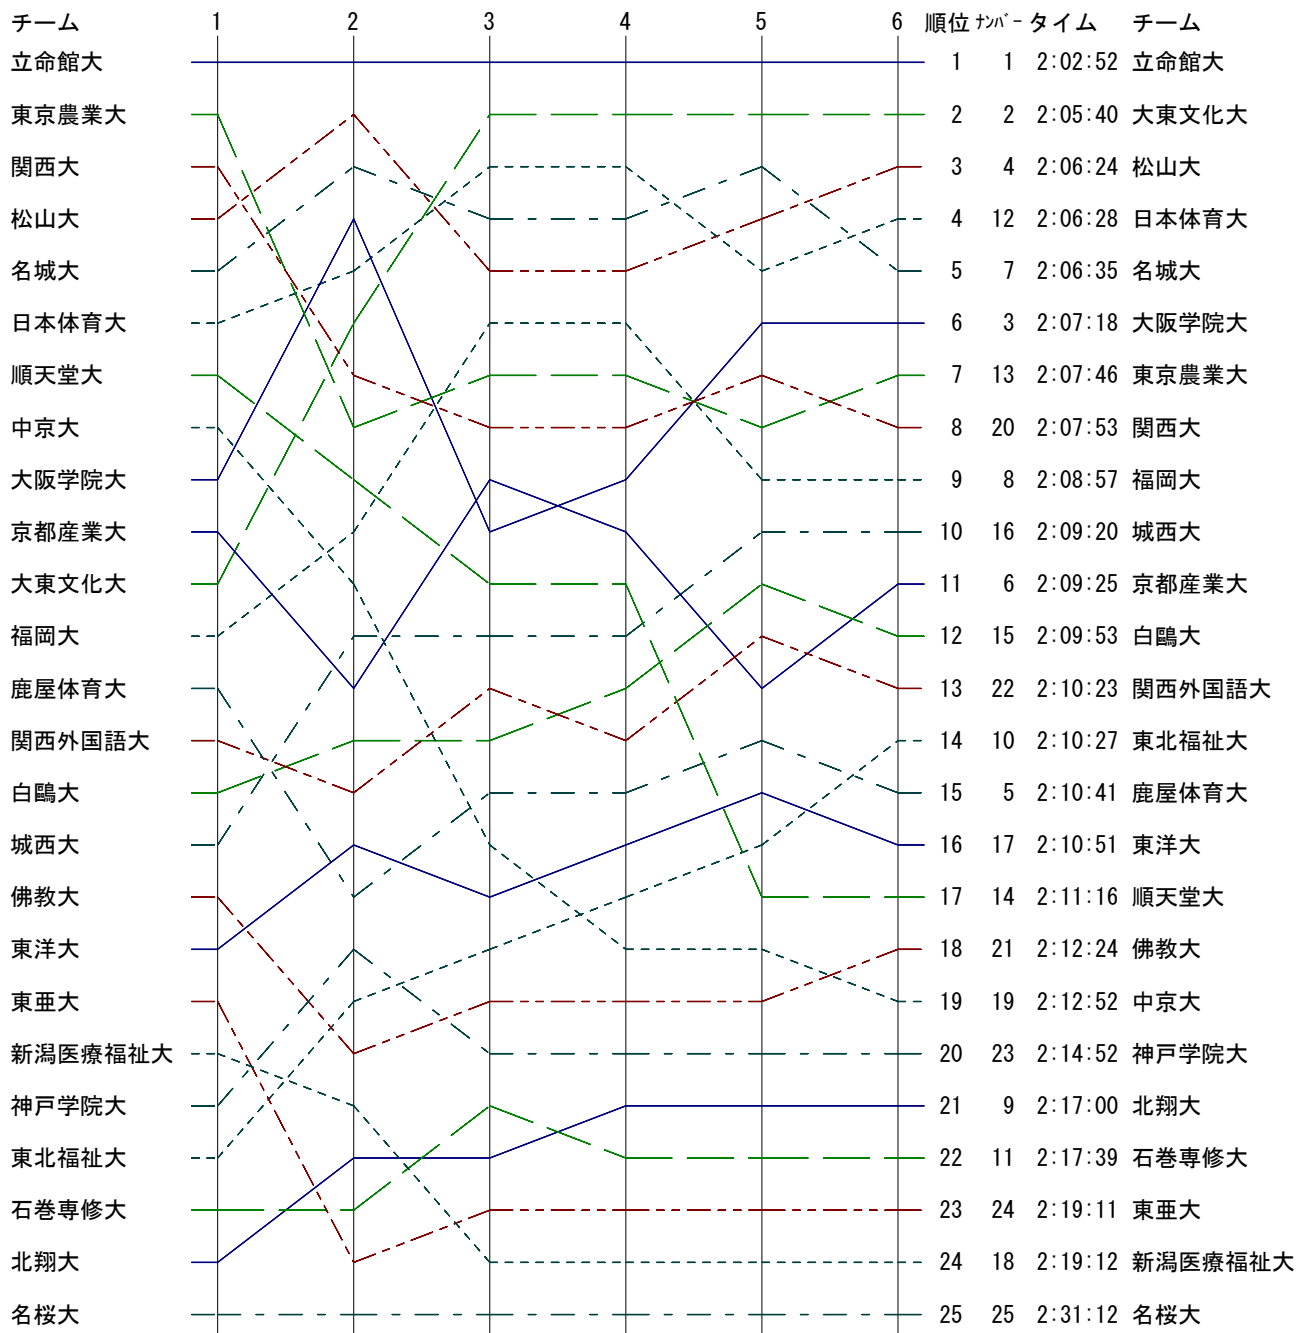 チーム 1 2 3 4 5 6 順位 ﾅﾝﾊﾞｰ タイム チーム
立命館大 1 1 2:02:52 立命館大
東京農業大 2 2 2:05:40 大東文化大
関西大 3 4 2:06:24 松山大
松山大 4 12 2:06:28 日本体育大
名城大 5 7 2:06:35 名城大
日本体育大 6 3 2:07:18 大阪学院大
順天堂大 7 13 2:07:46 東京農業大
中京大 8 20 2:07:53 関西大
大阪学院大 9 8 2:08:57 福岡大
京都産業大 10 16 2:09:20 城西大
大東文化大 11 6 2:09:25 京都産業大
福岡大 12 15 2:09:53 白鷗大
鹿屋体育大 13 22 2:10:23 関西外国語大
関西外国語大 14 10 2:10:27 東北福祉大
白鷗大 15 5 2:10:41 鹿屋体育大
城西大 16 17 2:10:51 東洋大
佛教大 17 14 2:11:16 順天堂大
東洋大 18 21 2:12:24 佛教大
東亜大 19 19 2:12:52 中京大
新潟医療福祉大 20 23 2:14:52 神戸学院大
神戸学院大 21 9 2:17:00 北翔大
東北福祉大 22 11 2:17:39 石巻専修大
石巻専修大 23 24 2:19:11 東亜大
北翔大 24 18 2:19:12 新潟医療福祉大
名桜大 25 25 2:31:12 名桜大